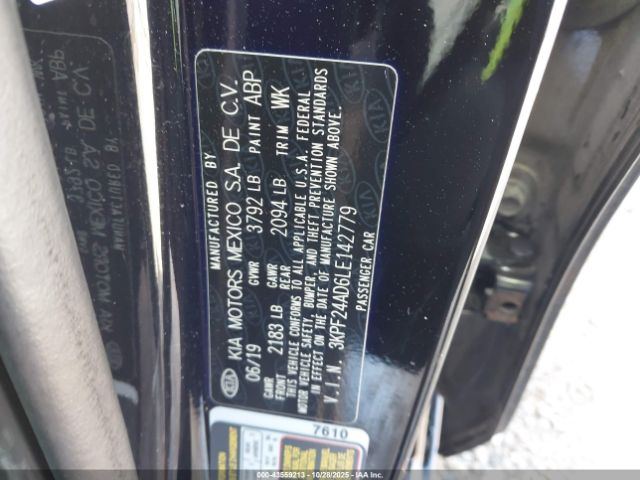 MANUFACTURED BY
KIA MOTORS MEXICO S.A. DE C.V.
06/19 GVWR 3792 LB PAINT ABP
GAWR FRONT 2183 LB GAWR REAR 2094 LB TRIM WK
THIS VEHICLE CONFORMS TO ALL APPLICABLE U.S.A. FEDERAL
MOTOR VEHICLE SAFETY, BUMPER, AND THEFT PREVENTION STANDARDS
IN EFFECT ON THE DATE OF MANUFACTURE SHOWN ABOVE.
V.I.N. 3KPF24AD6LE142779
PASSENGER CAR
KIA
7610
© 43559213 | IAAI.COM | 10/28/2025 | IAA INC.